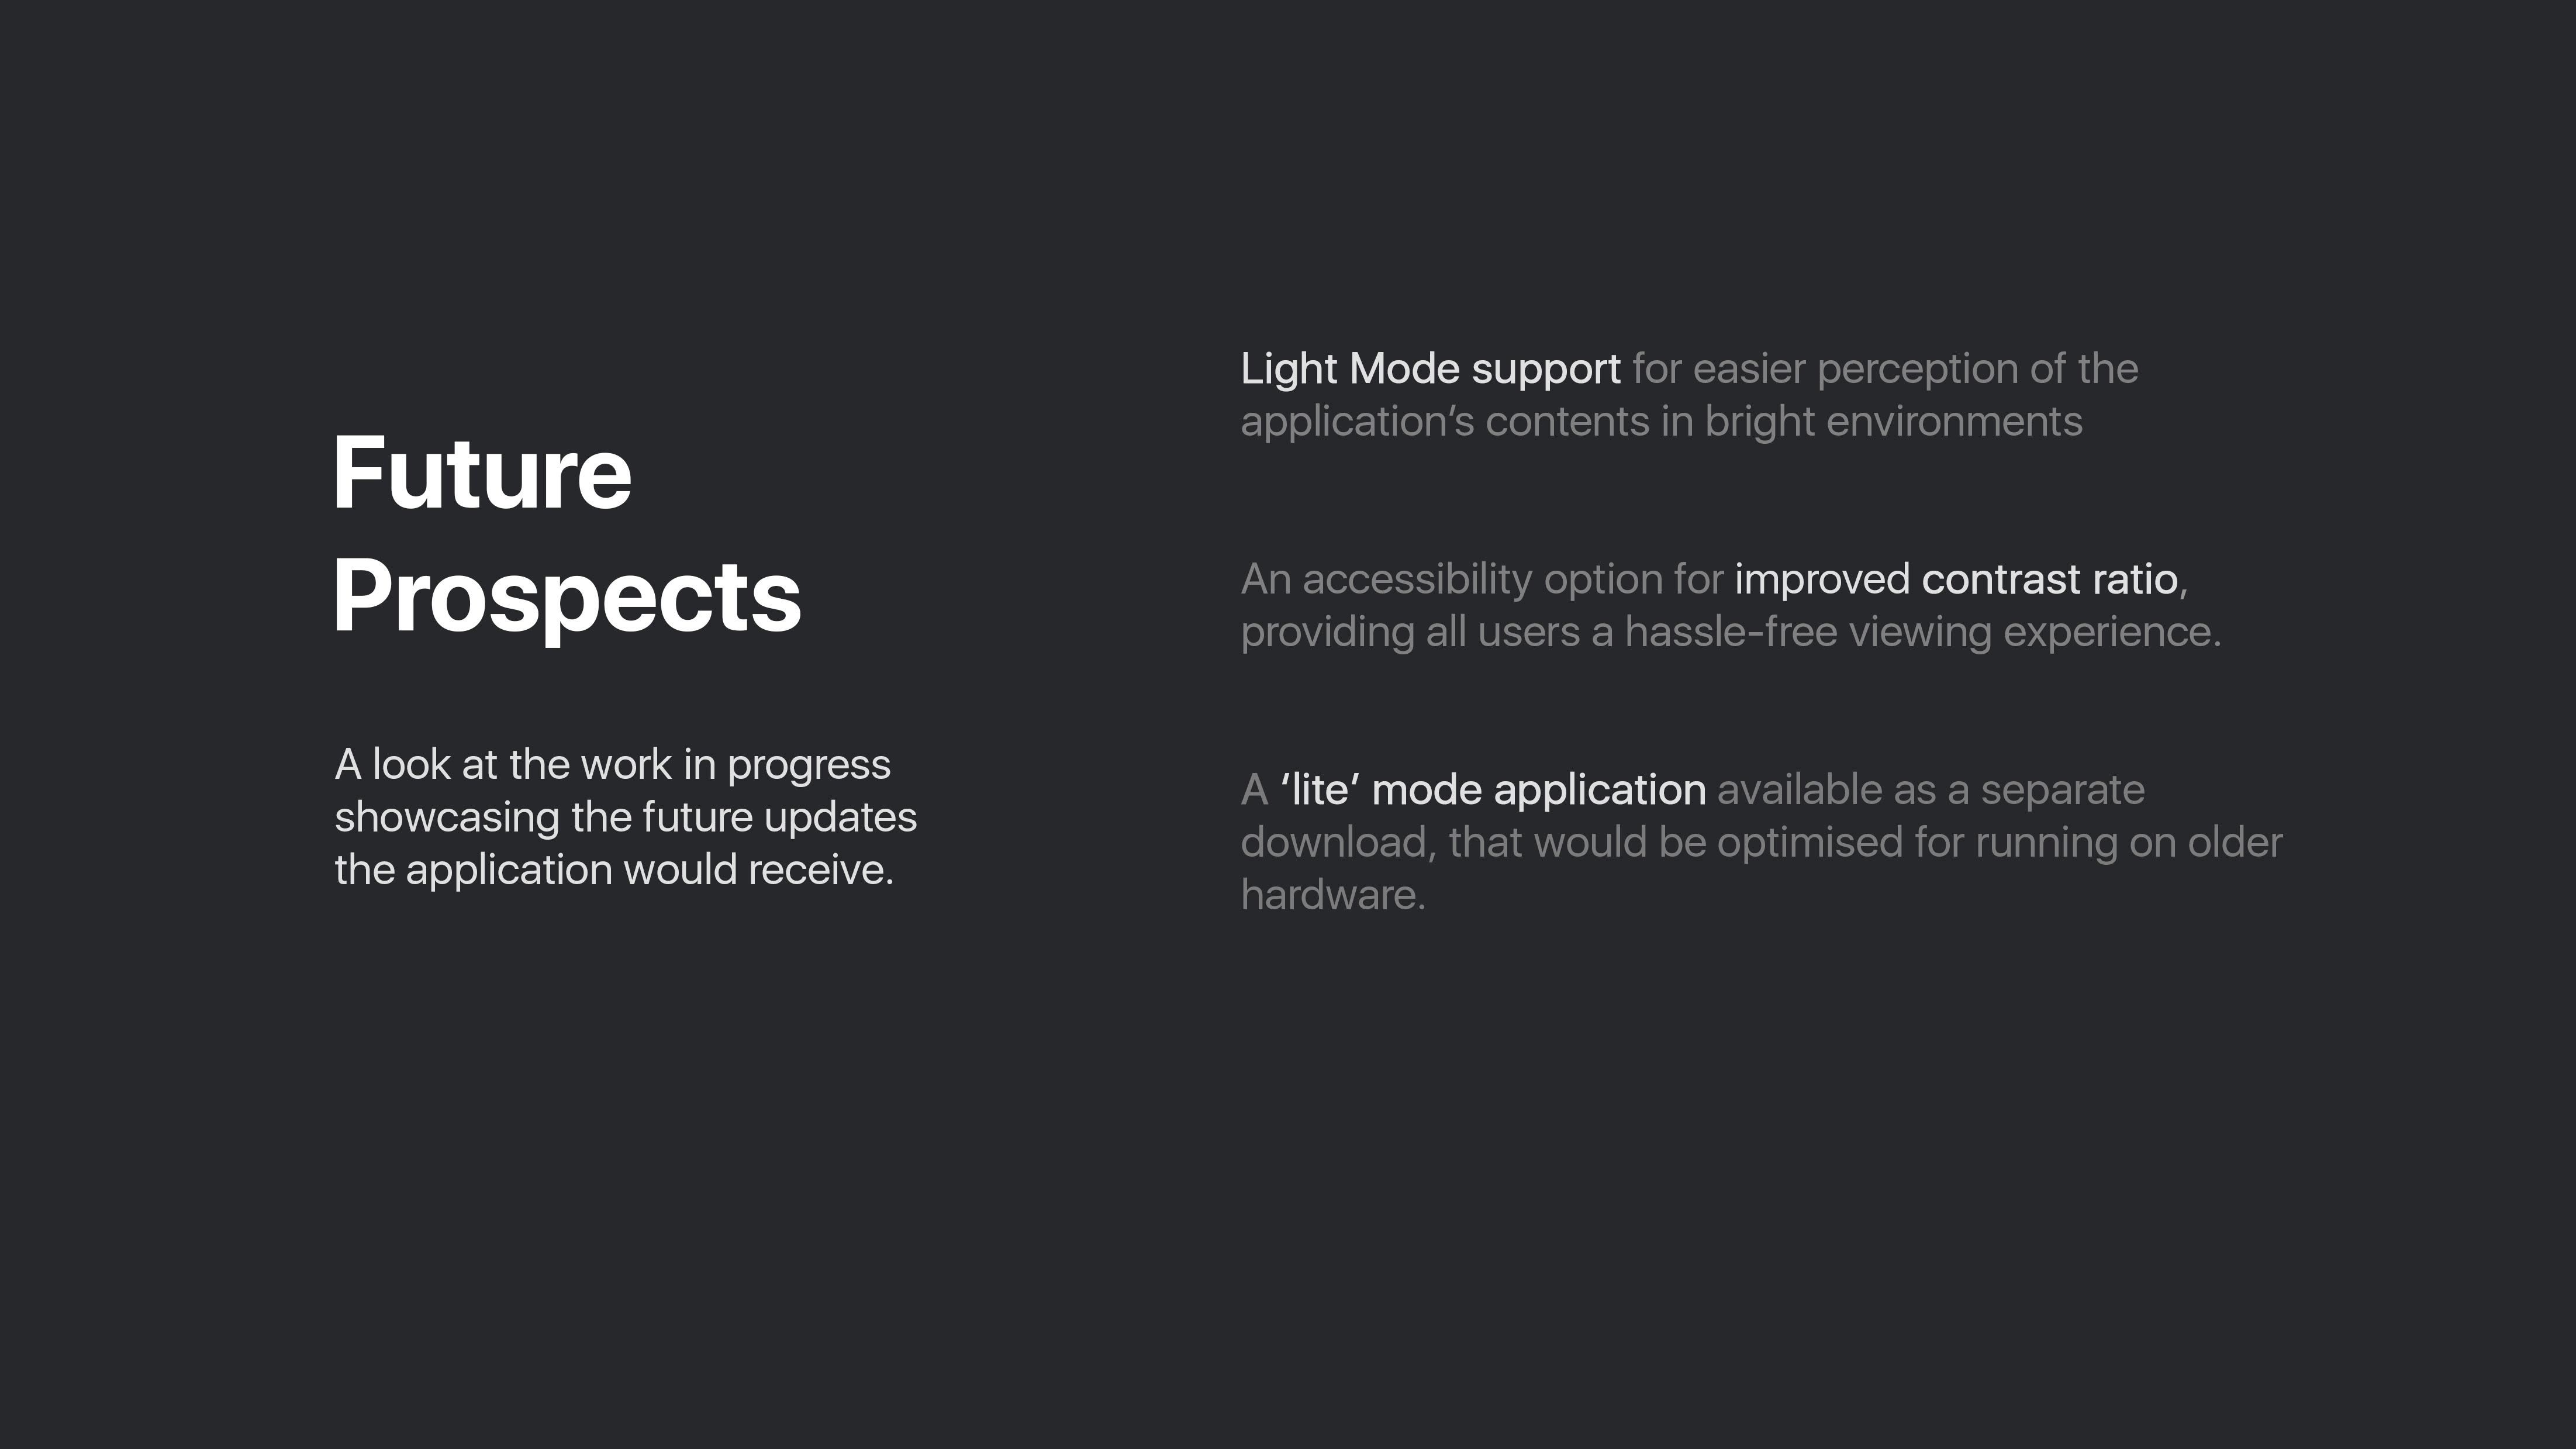 Future
Prospects
A look at the work in progress
showcasing the future updates
the application would receive.
Light Mode support for easier perception of the
application’s contents in bright environments
An accessibility option for improved contrast ratio,
providing all users a hassle-free viewing experience.
A ‘lite‘ mode application available as a separate
download, that would be optimised for running on older
hardware.